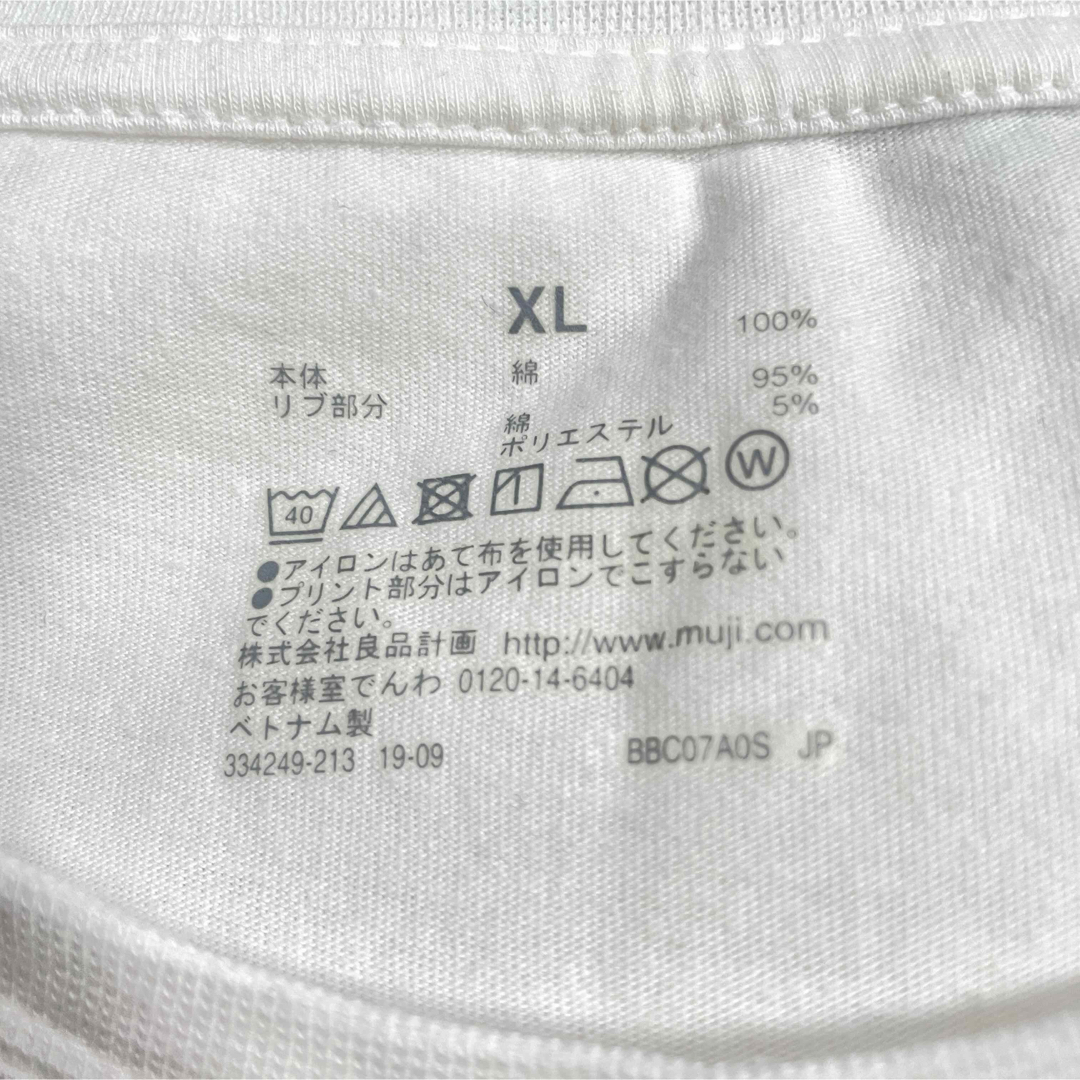 XL
本体 綿 100%
リブ部分 綿 95%
ポリエステル 5%
40
W
●アイロンはあて布を使用してください。
●プリント部分はアイロンでこすらない
でください。
株式会社良品計画 http://www.muji.com
お客様室でんわ 0120-14-6404
ベトナム製
334249-213 19-09 BBC07A0S JP